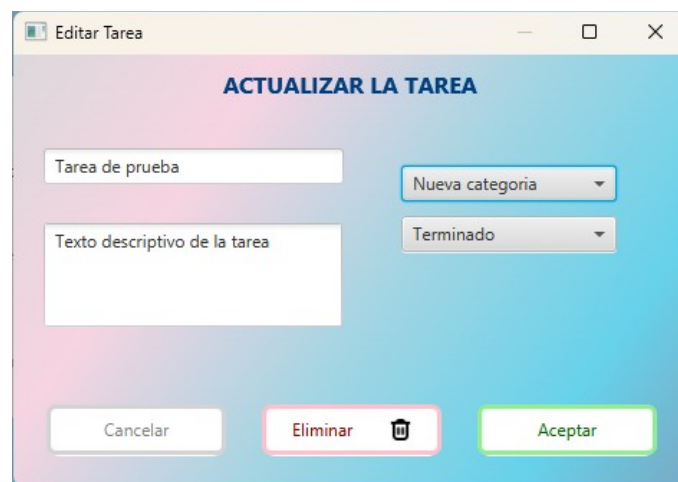 Editar Tarea
ACTUALIZAR LA TAREA
Tarea de prueba
Nueva categoria
Texto descriptivo de la tarea
Terminado
Cancelar
Eliminar
Aceptar